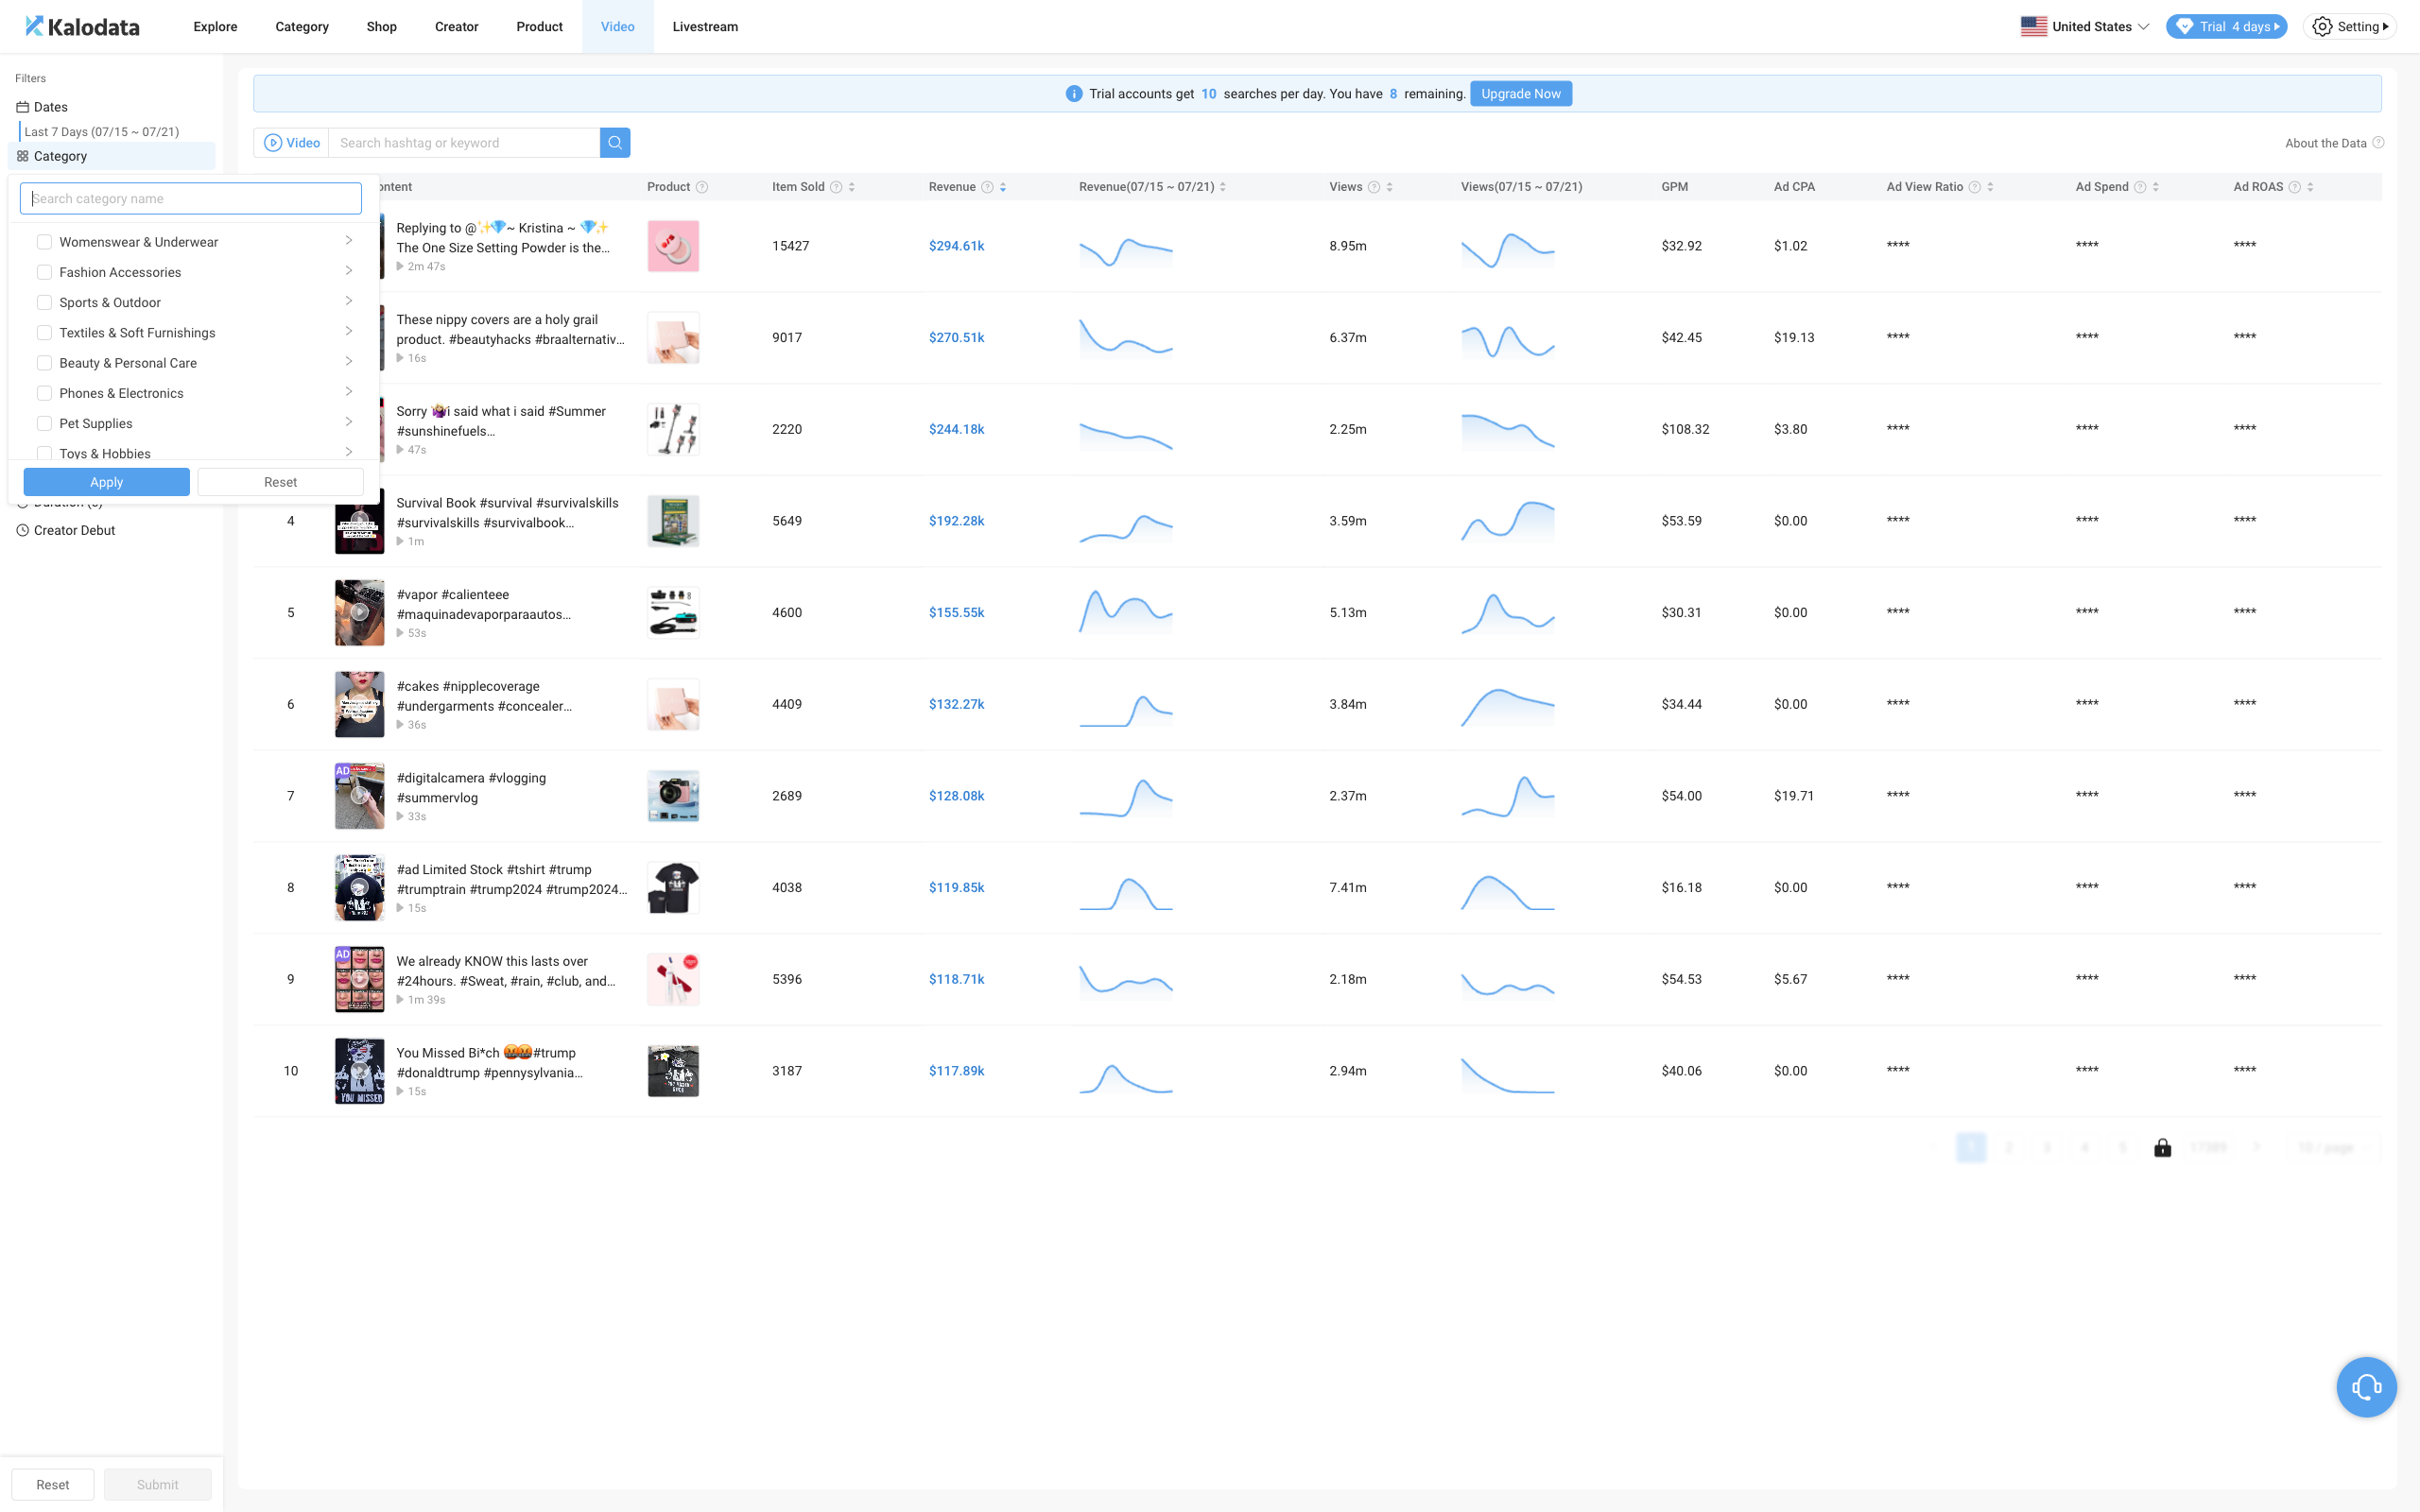 Kalodata
Explore
Category
Shop
Creator
Product
Video
Livestream
United States
Trial 4 days
Setting
Filters
Dates
Last 7 Days (07/15 ~ 07/21)
Category
Search category name
Womenswear & Underwear
Fashion Accessories
Sports & Outdoor
Textiles & Soft Furnishings
Beauty & Personal Care
Phones & Electronics
Pet Supplies
Toys & Hobbies
Apply
Reset
Creator Debut
Reset
Submit
Trial accounts get 10 searches per day. You have 8 remaining. Upgrade Now
Video
Search hashtag or keyword
About the Data
Product
Item Sold
Revenue
Revenue(07/15 ~ 07/21)
Views
Views(07/15 ~ 07/21)
GPM
Ad CPA
Ad View Ratio
Ad Spend
Ad ROAS
Replying to @✨💎~ Kristina ~ 💎✨
The One Size Setting Powder is the...
2m 47s
15427
$294.61k
8.95m
$32.92
$1.02
****
****
****
These nippy covers are a holy grail
product. #beautyhacks #braalternativ...
16s
9017
$270.51k
6.37m
$42.45
$19.13
****
****
****
Sorry 🤷‍♀️i said what i said #Summer
#sunshinefuels...
47s
2220
$244.18k
2.25m
$108.32
$3.80
****
****
****
4
Survival Book #survival #survivalskills
#survivalskills #survivalbook...
1m
5649
$192.28k
3.59m
$53.59
$0.00
****
****
****
5
#vapor #calienteee
#maquinadevaporparaautos...
53s
4600
$155.55k
5.13m
$30.31
$0.00
****
****
****
6
#cakes #nipplecoverage
#undergarments #concealer...
36s
4409
$132.27k
3.84m
$34.44
$0.00
****
****
****
7
AD
#digitalcamera #vlogging
#summervlog
33s
2689
$128.08k
2.37m
$54.00
$19.71
****
****
****
8
#ad Limited Stock #tshirt #trump
#trumptrain #trump2024 #trump2024...
15s
4038
$119.85k
7.41m
$16.18
$0.00
****
****
****
9
AD
We already KNOW this lasts over
#24hours. #Sweat, #rain, #club, and...
1m 39s
5396
$118.71k
2.18m
$54.53
$5.67
****
****
****
10
YOU MISSED
You Missed Bi*ch 🤬🤬#trump
#donaldtrump #pennysylvania...
15s
3187
$117.89k
2.94m
$40.06
$0.00
****
****
****
1
2
3
4
5
10 / page